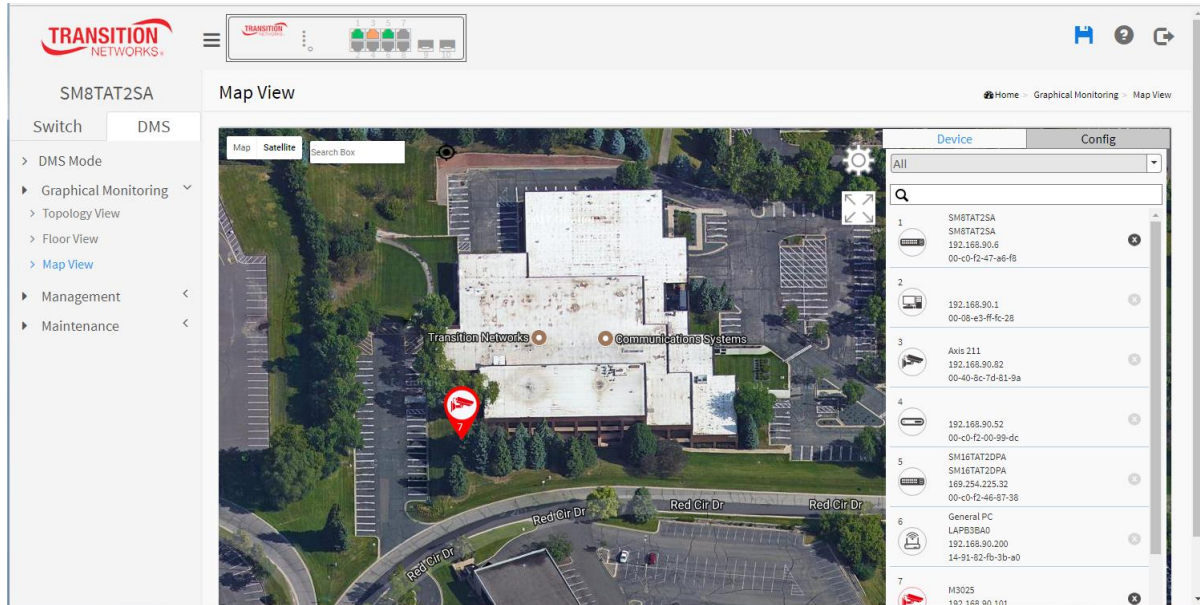 TRANSITION
NETWORKS®
TRANSITION
NETWORKS
1 3 5 7
2 4 6 8 9 10
SM8TAT2SA
Map View
Home > Graphical Monitoring > Map View
Switch
DMS
> DMS Mode
Graphical Monitoring
> Topology View
> Floor View
> Map View
Management
Maintenance
Map
Satellite
Search Box
Transition Networks
Communications Systems
7
Red Cir Dr
Red Cir Dr
Red Cir Dr
Red Cir Dr
Device
Config
All
1
SM8TAT2SA
SM8TAT2SA
192.168.90.6
00-c0-f2-47-a6-f8
2
192.168.90.1
00-08-e3-ff-fc-28
3
Axis 211
192.168.90.82
00-40-8c-7d-81-9a
4
192.168.90.52
00-c0-f2-00-99-dc
5
SM16TAT2DPA
SM16TAT2DPA
169.254.225.32
00-c0-f2-46-87-38
6
General PC
LAPB3BA0
192.168.90.200
14-91-82-fb-3b-a0
7
M3025
192.168.90.101